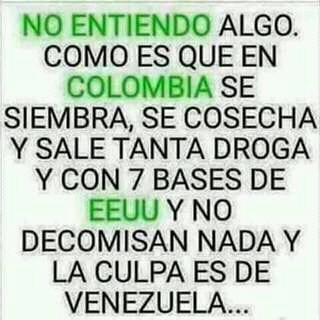 NO ENTIENDO ALGO.
COMO ES QUE EN
COLOMBIA SE
SIEMBRA, SE COSECHA
Y SALE TANTA DROGA
Y CON 7 BASES DE
EEUU Y NO
DECOMISAN NADA Y
LA CULPA ES DE
VENEZUELA...